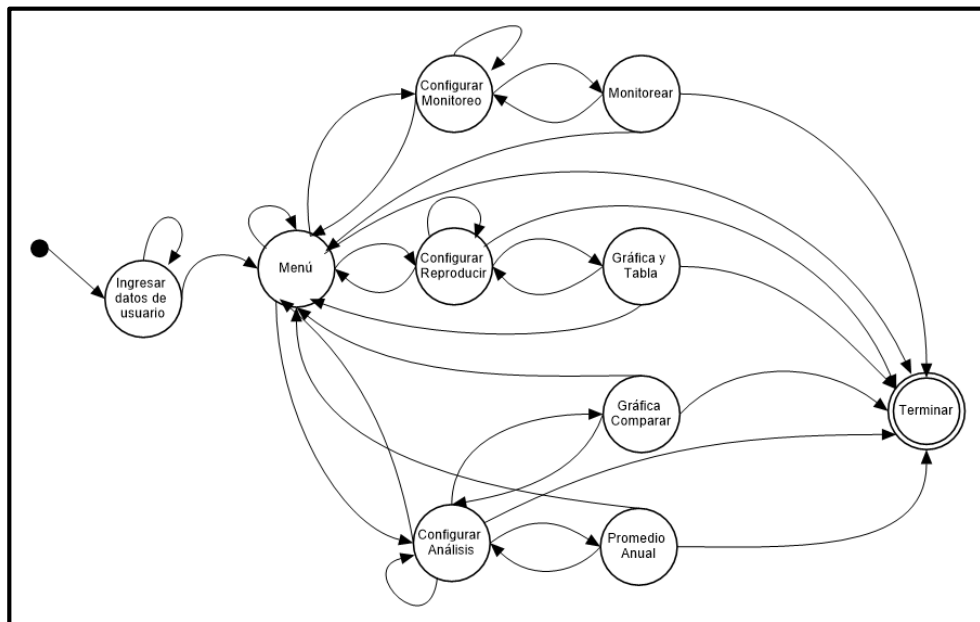 Configurar
Monitoreo
Monitorear
Ingresar
datos de
usuario
Menú
Configurar
Reproducir
Gráfica y
Tabla
Gráfica
Comparar
Terminar
Configurar
Análisis
Promedio
Anual